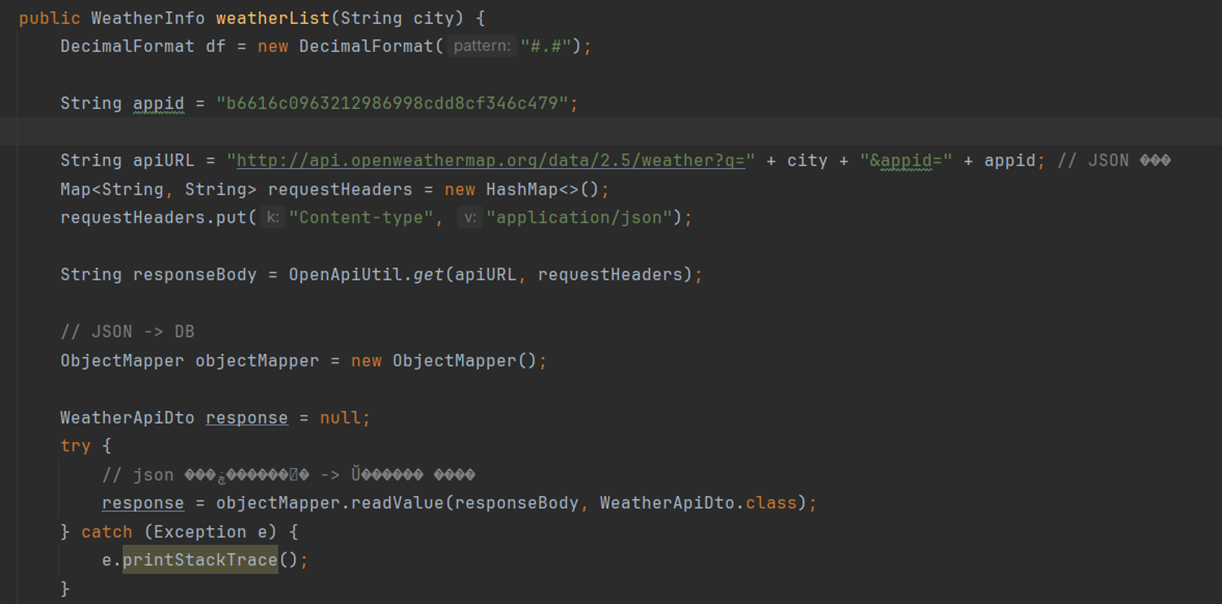 public WeatherInfo weatherList(String city) {
DecimalFormat df = new DecimalFormat( pattern: "#.#");
String appid = "b6616c0963212986998cdd8cf346c479";
String apiURL = "http://api.openweathermap.org/data/2.5/weather?q=" + city + "&appid=" + appid; // JSON ���
Map<String, String> requestHeaders = new HashMap<>();
requestHeaders.put( k: "Content-type", v: "application/json");
String responseBody = OpenApiUtil.get(apiURL, requestHeaders);
// JSON -> DB
ObjectMapper objectMapper = new ObjectMapper();
WeatherApiDto response = null;
try {
// json -> ����
response = objectMapper.readValue(responseBody, WeatherApiDto.class);
} catch (Exception e) {
e.printStackTrace();
}